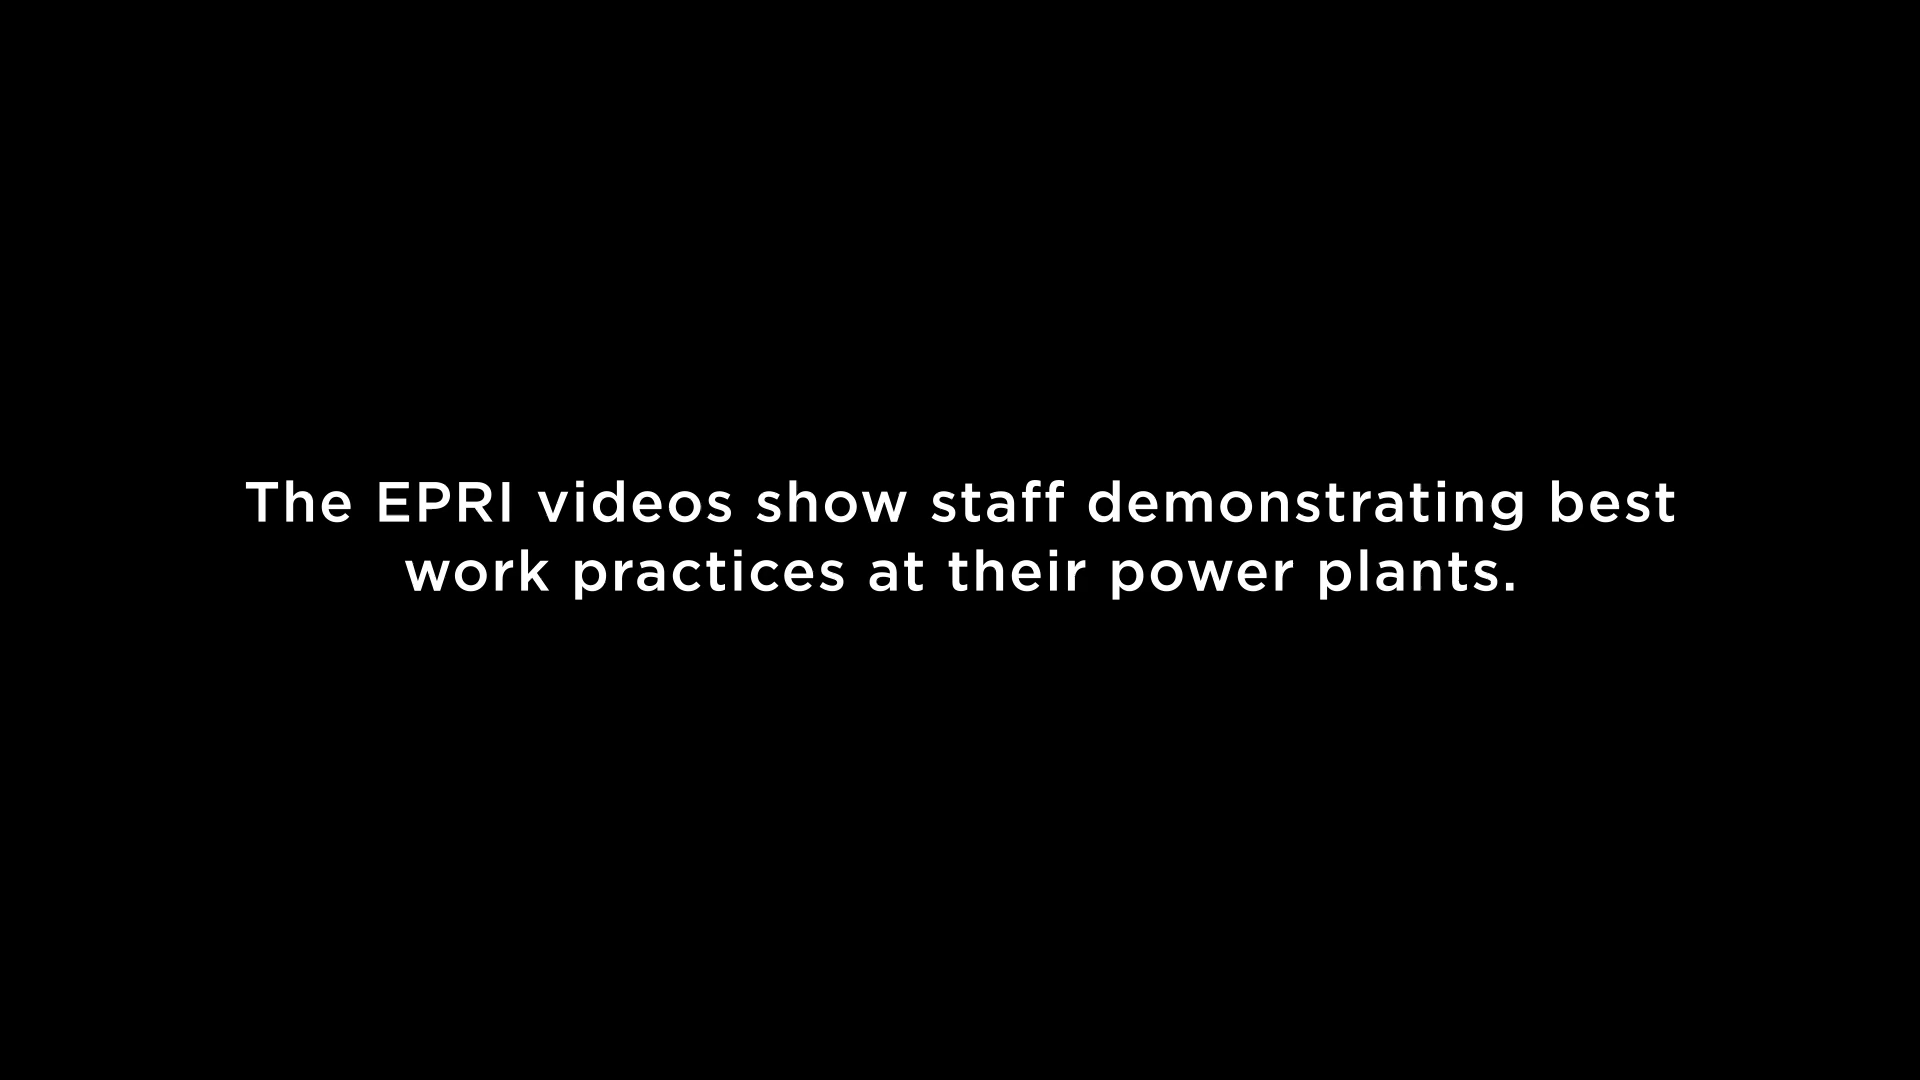 The EPRI videos show staff demonstrating best
work practices at their power plants.